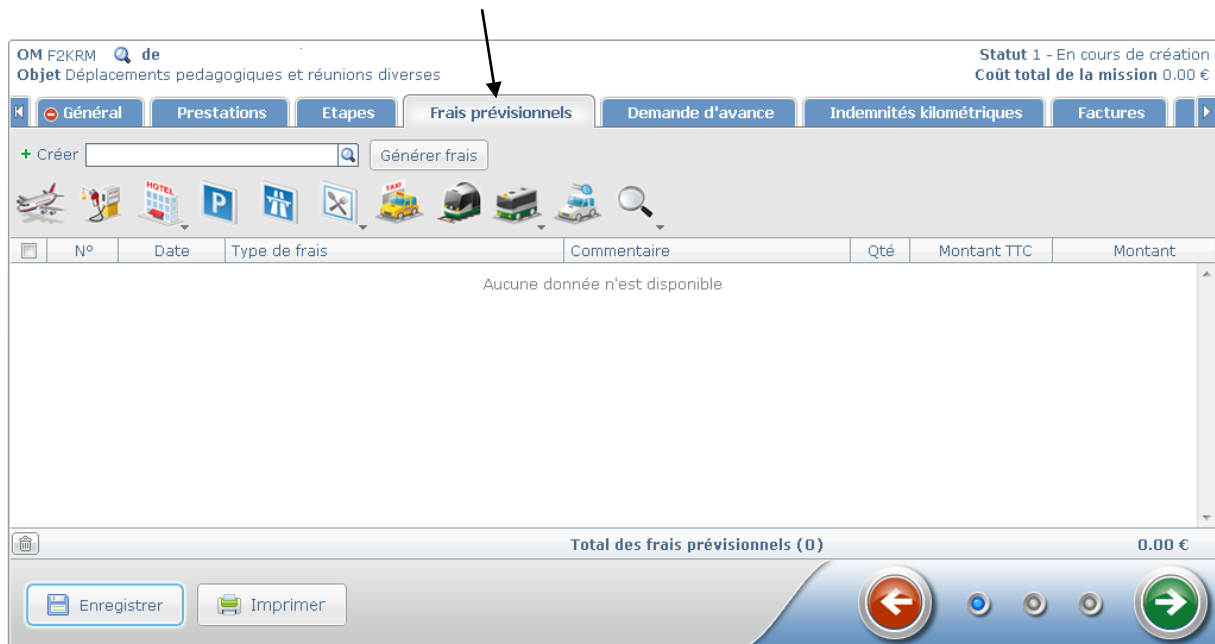 OM F2KRM de
Statut 1 - En cours de création
Objet Déplacements pedagogiques et réunions diverses
Coût total de la mission 0.00 €
Général Prestations Etapes Frais prévisionnels Demande d'avance Indemnités kilométriques Factures
+ Créer Générer frais
HOTEL P TAXI
N° Date Type de frais Commentaire Qté Montant TTC Montant
Aucune donnée n'est disponible
Total des frais prévisionnels (0) 0.00 €
Enregistrer Imprimer